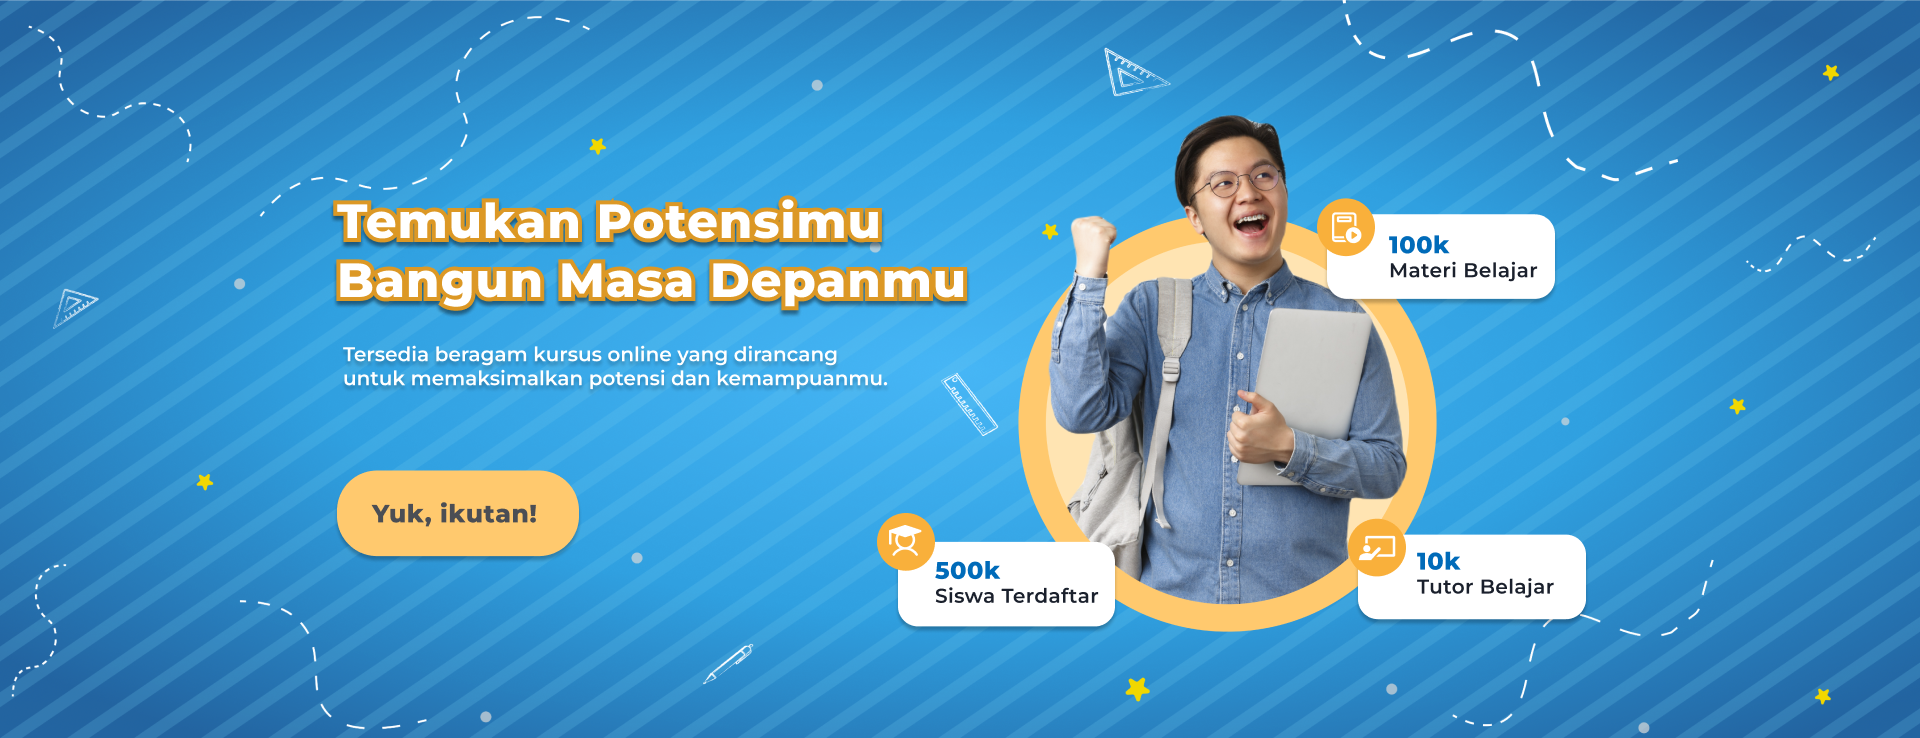 Temukan Potensimu
Bangun Masa Depanmu
Tersedia beragam kursus online yang dirancang
untuk memaksimalkan potensi dan kemampuanmu.
Yuk, ikutan!
100k
Materi Belajar
500k
Siswa Terdaftar
10k
Tutor Belajar